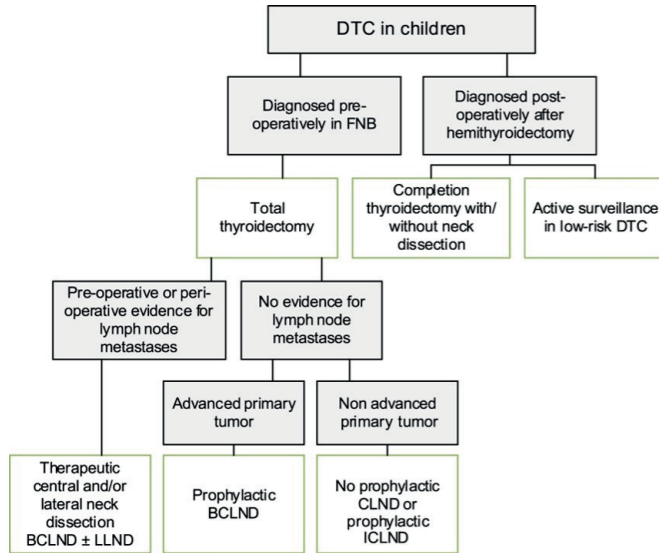 DTC in children
Diagnosed pre-
operatively in FNB
Diagnosed post-
operatively after
hemithyroidectomy
Total
thyroidectomy
Completion
thyroidectomy with/
without neck
dissection
Active surveillance
in low-risk DTC
Pre-operative or peri-
operative evidence for
lymph node
metastases
No evidence for
lymph node
metastases
Advanced primary
tumor
Non advanced
primary tumor
Therapeutic
central and/or
lateral neck
dissection
BCLND ± LLND
Prophylactic
BCLND
No prophylactic
CLND or
prophylactic
ICLND